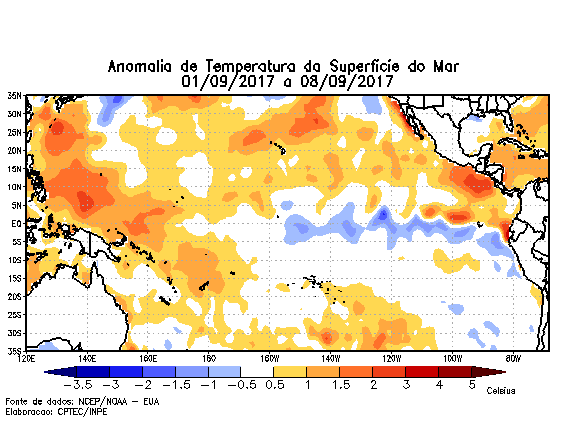 Anomalia de Temperatura da Superfície do Mar
01/09/2017 a 08/09/2017
35N
30N
25N
20N
15N
10N
5N
EQ
5S
10S
15S
20S
25S
30S
35S
120E 140E 160E 180 160W 140W 120W 100W 80W
-3.5 -3 -2 -1.5 -1 -0.5 0.5 1 1.5 2 3 4 5
Celsius
Fonte de dados: NCEP/NOAA - EUA
Elaboracao: CPTEC/INPE